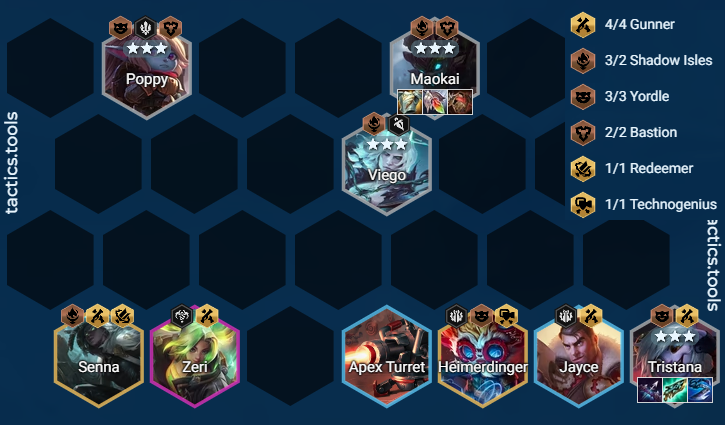 Poppy
Maokai
4/4 Gunner
3/2 Shadow Isles
3/3 Yordle
2/2 Bastion
1/1 Redeemer
1/1 Technogenius
tactics.tools
Viego
ctics.tools
Senna
Zeri
Apex Turret
Heimerdinger
Jayce
Tristana